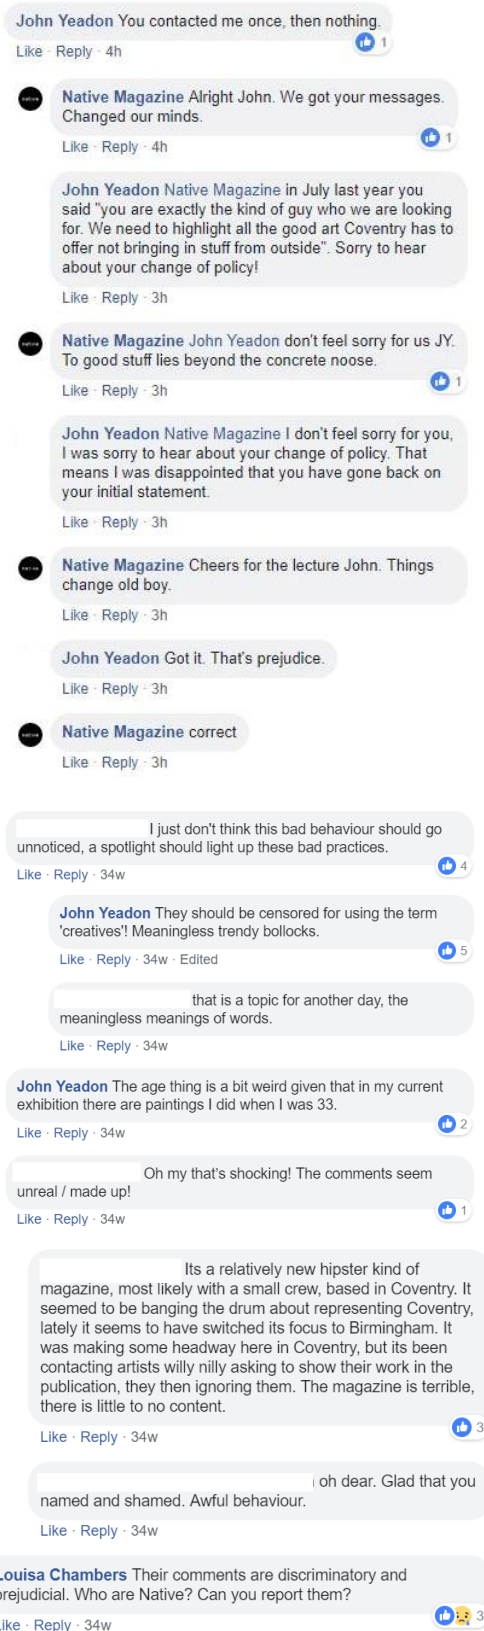 John Yeadon You contacted me once, then nothing.
1
Like · Reply · 4h
Native Magazine Alright John. We got your messages.
Changed our minds.
1
Like · Reply · 4h
John Yeadon Native Magazine in July last year you
said "you are exactly the kind of guy who we are looking
for. We need to highlight all the good art Coventry has to
offer not bringing in stuff from outside". Sorry to hear
about your change of policy!
Like · Reply · 3h
Native Magazine John Yeadon don't feel sorry for us JY.
To good stuff lies beyond the concrete noose.
1
Like · Reply · 3h
John Yeadon Native Magazine I don't feel sorry for you,
I was sorry to hear about your change of policy. That
means I was disappointed that you have gone back on
your initial statement.
Like · Reply · 3h
Native Magazine Cheers for the lecture John. Things
change old boy.
Like · Reply · 3h
John Yeadon Got it. That's prejudice.
Like · Reply · 3h
Native Magazine correct
Like · Reply · 3h
I just don't think this bad behaviour should go
unnoticed, a spotlight should light up these bad practices.
4
Like · Reply · 34w
John Yeadon They should be censored for using the term
'creatives'! Meaningless trendy bollocks.
5
Like · Reply · 34w · Edited
that is a topic for another day, the
meaningless meanings of words.
Like · Reply · 34w
John Yeadon The age thing is a bit weird given that in my current
exhibition there are paintings I did when I was 33.
2
Like · Reply · 34w
Oh my that's shocking! The comments seem
unreal / made up!
1
Like · Reply · 34w
Its a relatively new hipster kind of
magazine, most likely with a small crew, based in Coventry. It
seemed to be banging the drum about representing Coventry,
lately it seems to have switched its focus to Birmingham. It
was making some headway here in Coventry, but its been
contacting artists willy nilly asking to show their work in the
publication, they then ignoring them. The magazine is terrible,
there is little to no content.
3
Like · Reply · 34w
oh dear. Glad that you
named and shamed. Awful behaviour.
Like · Reply · 34w
Louisa Chambers Their comments are discriminatory and
prejudicial. Who are Native? Can you report them?
3
Like · Reply · 34w